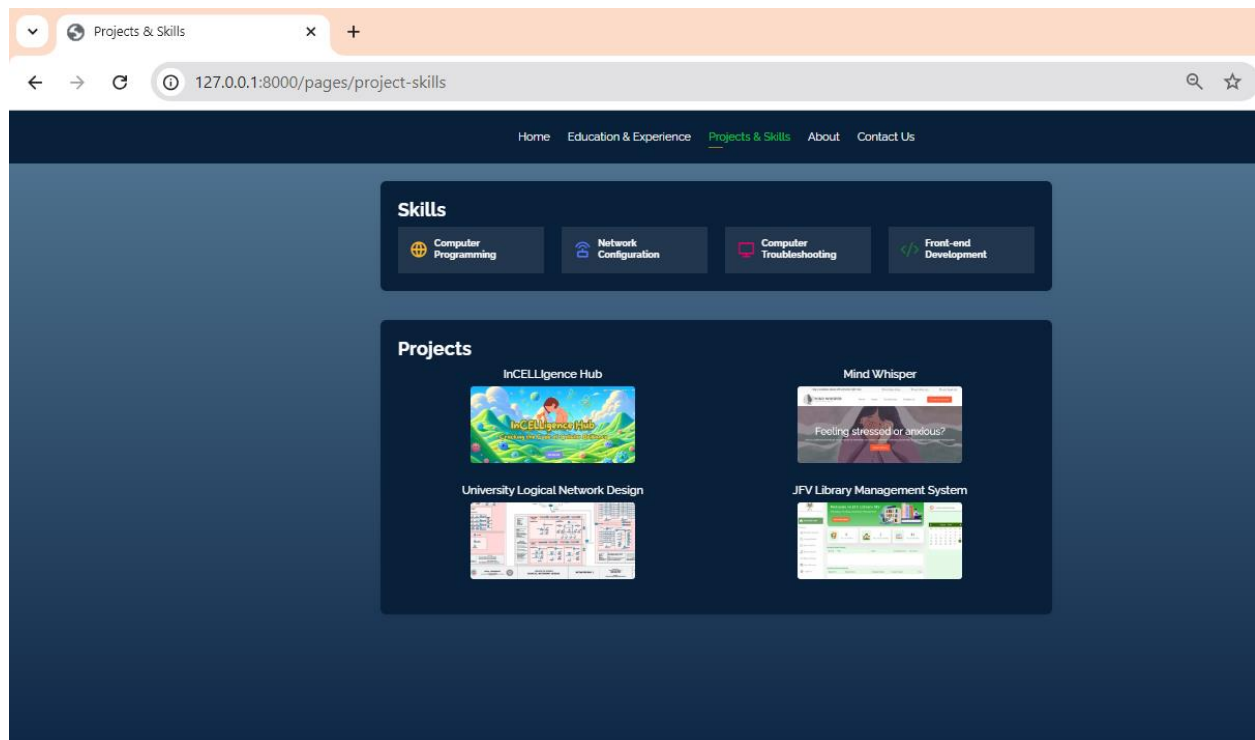 Projects & Skills
127.0.0.1:8000/pages/project-skills
Home Education & Experience Projects & Skills About Contact Us
Skills
Computer
Programming
Network
Configuration
Computer
Troubleshooting
Front-end
Development
Projects
InCELLIgence Hub
Mind Whisper
InCELLigence Hub
Feeling stressed or anxious?
University Logical Network Design
JFV Library Management System